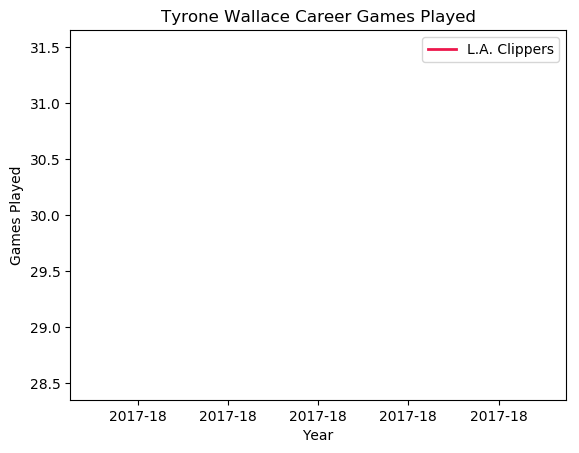 Tyrone Wallace Career Games Played
L.A. Clippers
31.5
31.0
30.5
30.0
29.5
29.0
28.5
Games Played
2017-18 2017-18 2017-18 2017-18 2017-18
Year